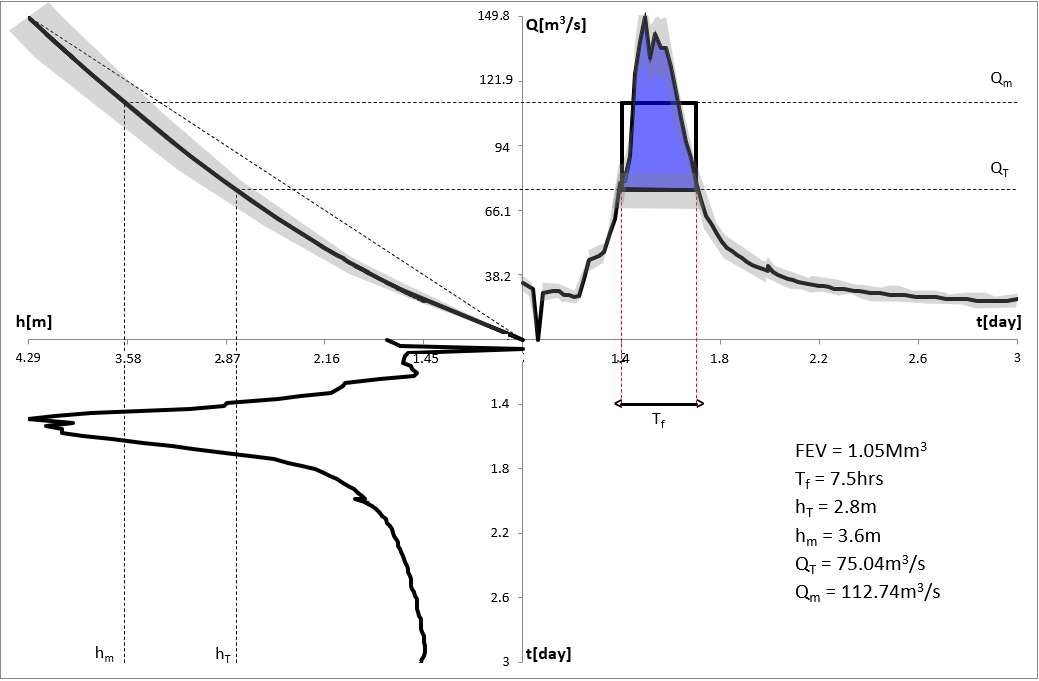 149.8
Q[m³/s]
121.9
Qm
94
QT
66.1
38.2
h[m]
t[day]
4.29
3.58
2.87
2.16
1.45
1.4
1.8
2.2
2.6
3
1.4
Tf
1.8
FEV = 1.05Mm³
Tf = 7.5hrs
hT = 2.8m
2.2
hm = 3.6m
QT = 75.04m³/s
2.6
Qm = 112.74m³/s
hm
hT
3
t[day]